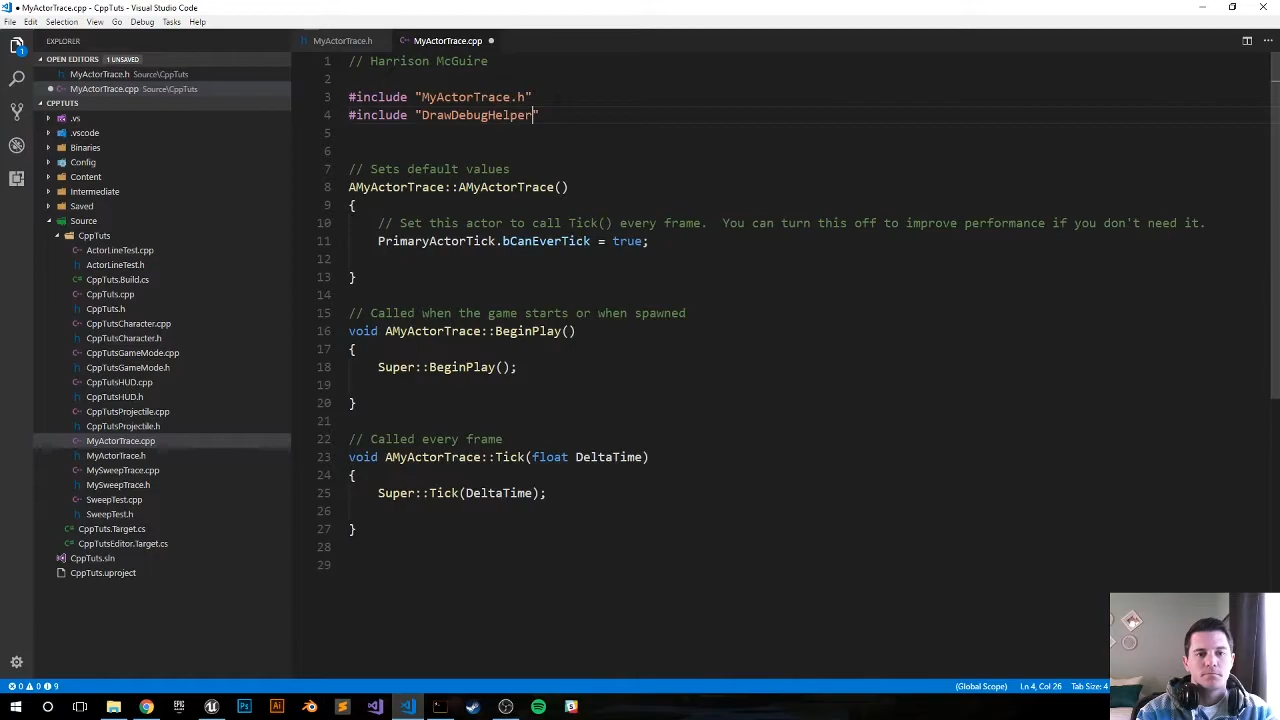 MyActorTrace.cpp - CppTuts - Visual Studio Code
File Edit Selection View Go Debug Tasks Help
EXPLORER
OPEN EDITORS 1 UNSAVED
MyActorTrace.h Source\CppTuts
MyActorTrace.cpp Source\CppTuts
CPPTUTS
.vs
.vscode
Binaries
Config
Content
Intermediate
Saved
Source
CppTuts
ActorLineTest.cpp
ActorLineTest.h
CppTuts.Build.cs
CppTuts.cpp
CppTuts.h
CppTutsCharacter.cpp
CppTutsCharacter.h
CppTutsGameMode.cpp
CppTutsGameMode.h
CppTutsHUD.cpp
CppTutsHUD.h
CppTutsProjectile.cpp
CppTutsProjectile.h
MyActorTrace.cpp
MyActorTrace.h
MySweepTrace.cpp
MySweepTrace.h
SweepTest.cpp
SweepTest.h
CppTuts.Target.cs
CppTutsEditor.Target.cs
CppTuts.sln
CppTuts.uproject
MyActorTrace.h MyActorTrace.cpp
1 // Harrison McGuire
2
3 #include "MyActorTrace.h"
4 #include "DrawDebugHelper"
5
6
7 // Sets default values
8 AMyActorTrace::AMyActorTrace()
9 {
10 // Set this actor to call Tick() every frame. You can turn this off to improve performance if you don't need it.
11 PrimaryActorTick.bCanEverTick = true;
12
13 }
14
15 // Called when the game starts or when spawned
16 void AMyActorTrace::BeginPlay()
17 {
18 Super::BeginPlay();
19
20 }
21
22 // Called every frame
23 void AMyActorTrace::Tick(float DeltaTime)
24 {
25 Super::Tick(DeltaTime);
26
27 }
28
29
0 0 9 (Global Scope) Ln 4, Col 26 Tab Size: 4